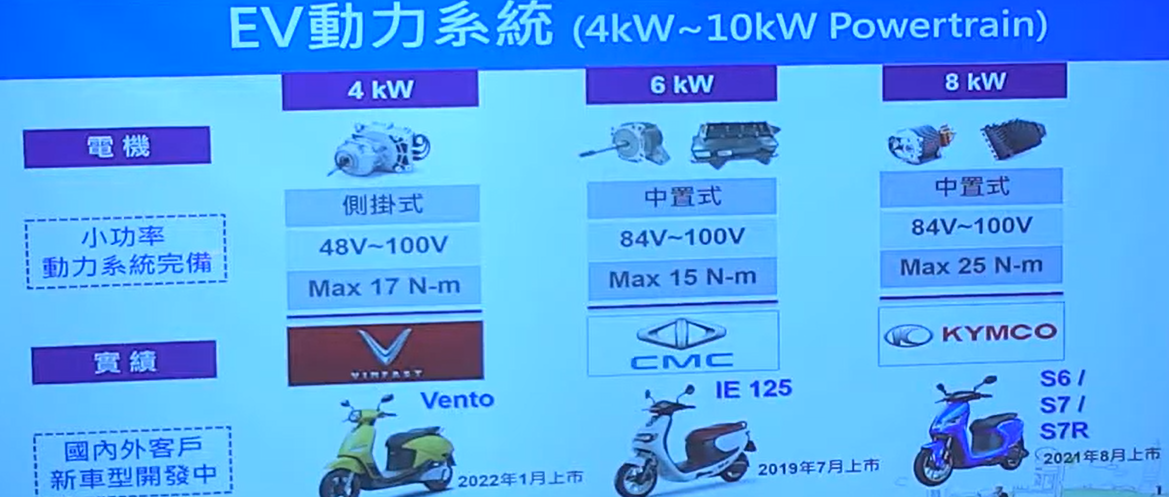 EV動力系統 (4kW~10kW Powertrain)
4 kW
6 kW
8 kW
電機
側掛式
中置式
中置式
小功率
動力系統完備
48V~100V
84V~100V
84V~100V
Max 17 N-m
Max 15 N-m
Max 25 N-m
實績
VINFAST
CMC
KYMCO
國內外客戶
新車型開發中
Vento
2022年1月上市
IE 125
2019年7月上市
S6 /
S7 /
S7R
2021年8月上市